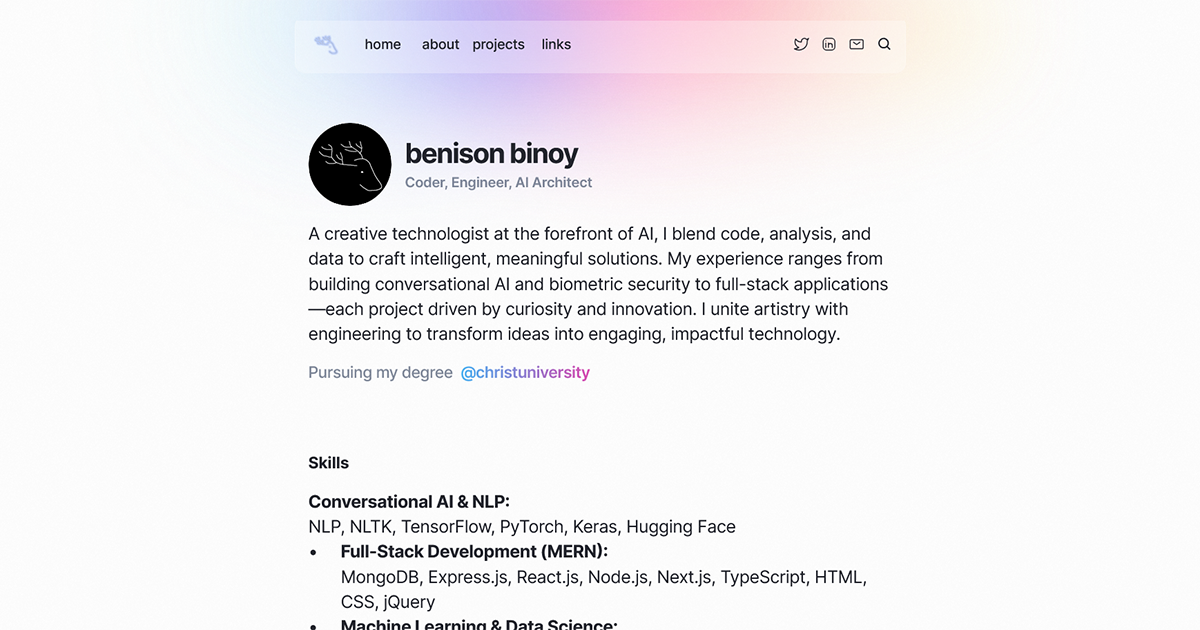 home about projects links
benison binoy
Coder, Engineer, AI Architect
A creative technologist at the forefront of AI, I blend code, analysis, and
data to craft intelligent, meaningful solutions. My experience ranges from
building conversational AI and biometric security to full-stack applications
—each project driven by curiosity and innovation. I unite artistry with
engineering to transform ideas into engaging, impactful technology.
Pursuing my degree @christuniversity
Skills
Conversational AI & NLP:
NLP, NLTK, TensorFlow, PyTorch, Keras, Hugging Face
• Full-Stack Development (MERN):
MongoDB, Express.js, React.js, Node.js, Next.js, TypeScript, HTML,
CSS, jQuery
• Machine Learning & Data Science: